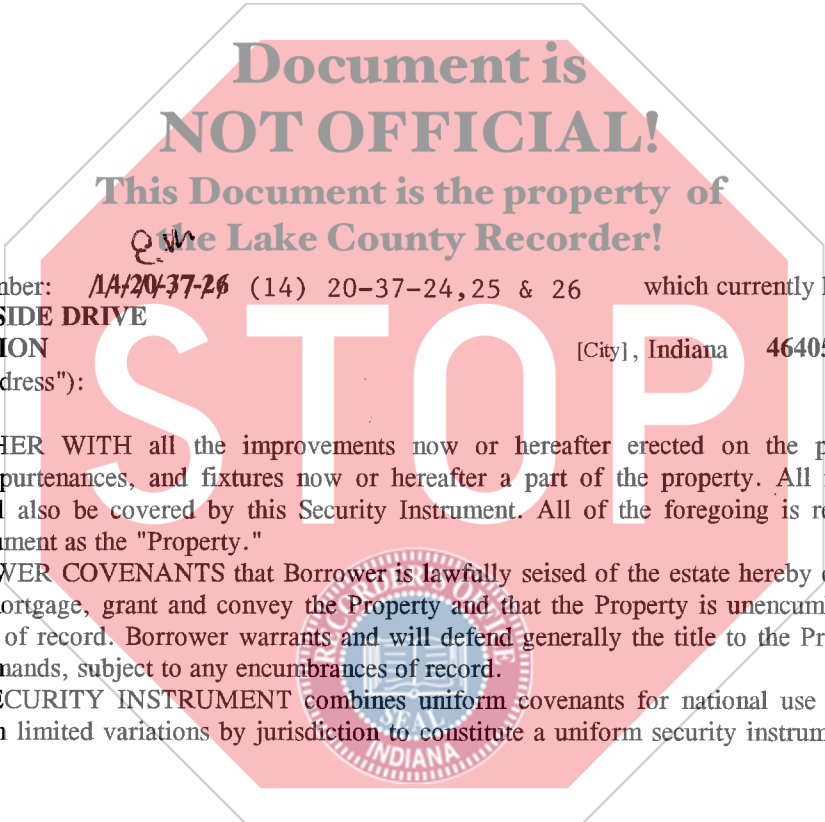 Document is
NOT OFFICIAL!
This Document is the property of
the Lake County Recorder!
mber: 14/20-37-26 (14) 20-37-24,25 & 26 which currently
SIDE DRIVE
ION [City], Indiana 46405
dress"):
STOP
HER WITH all the improvements now or hereafter erected on the p
purtenances, and fixtures now or hereafter a part of the property. All
l also be covered by this Security Instrument. All of the foregoing is re
ument as the "Property."
WER COVENANTS that Borrower is lawfully seised of the estate hereby
ortgage, grant and convey the Property and that the Property is unencum
of record. Borrower warrants and will defend generally the title to the Pr
mands, subject to any encumbrances of record.
ECURITY INSTRUMENT combines uniform covenants for national use
limited variations by jurisdiction to constitute a uniform security instrum
RECORDER'S OFFICE
SEAL
INDIANA